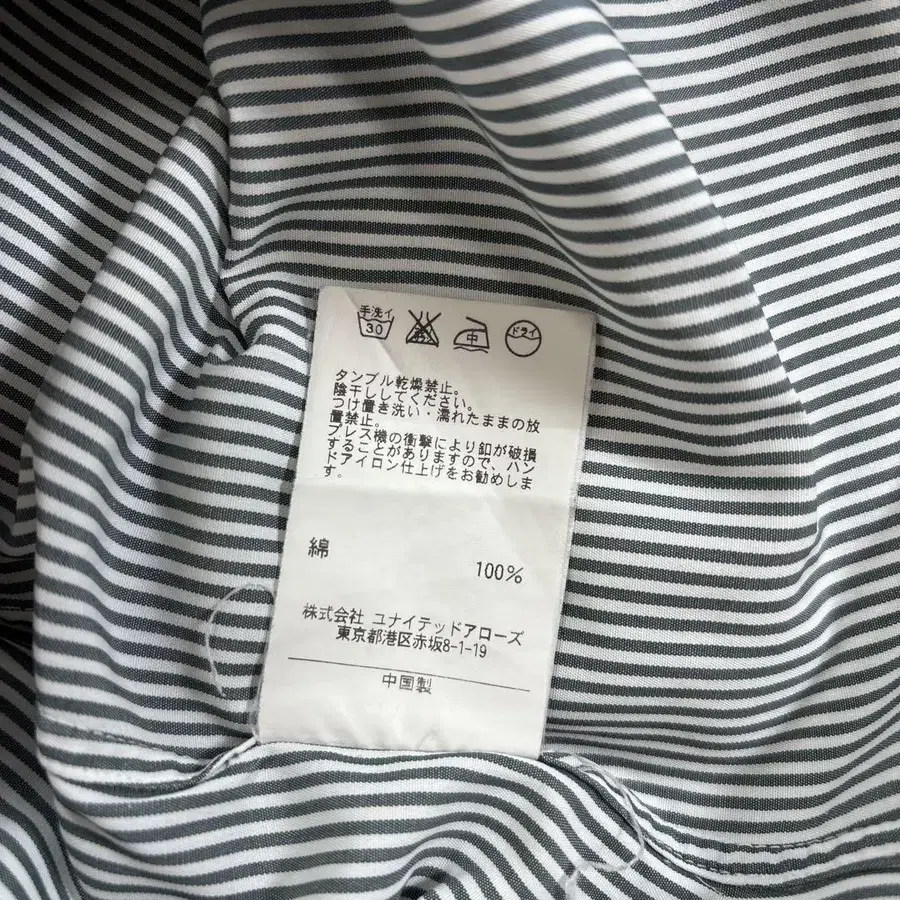 手洗イ
30
中
ドライ
タンブル乾燥禁止。
陰干ししてください。
つけ置き洗い・濡れたままの放
置禁止。
プレス機の衝撃により釦が破損
することがありますので、ハン
ドアイロン仕上げをお勧めしま
す。
綿
100%
株式会社 ユナイテッドアローズ
東京都港区赤坂8-1-19
中国製